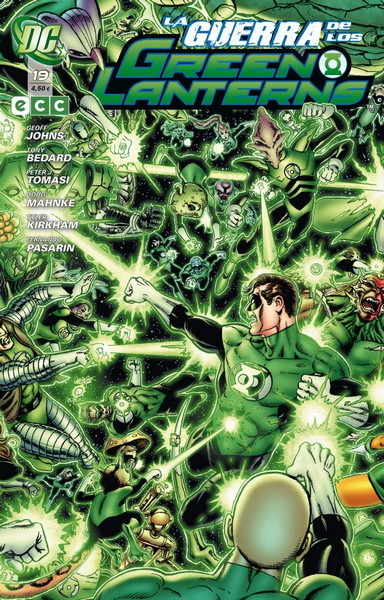 DC
LA GUERRA DE LOS
GREEN LANTERNS
19
4,50 €
ecc
GEOFF
JOHNS
TONY
BEDARD
PETER J.
TOMASI
DOUG
MAHNKE
TYLER
KIRKHAM
FERNANDO
PASARIN